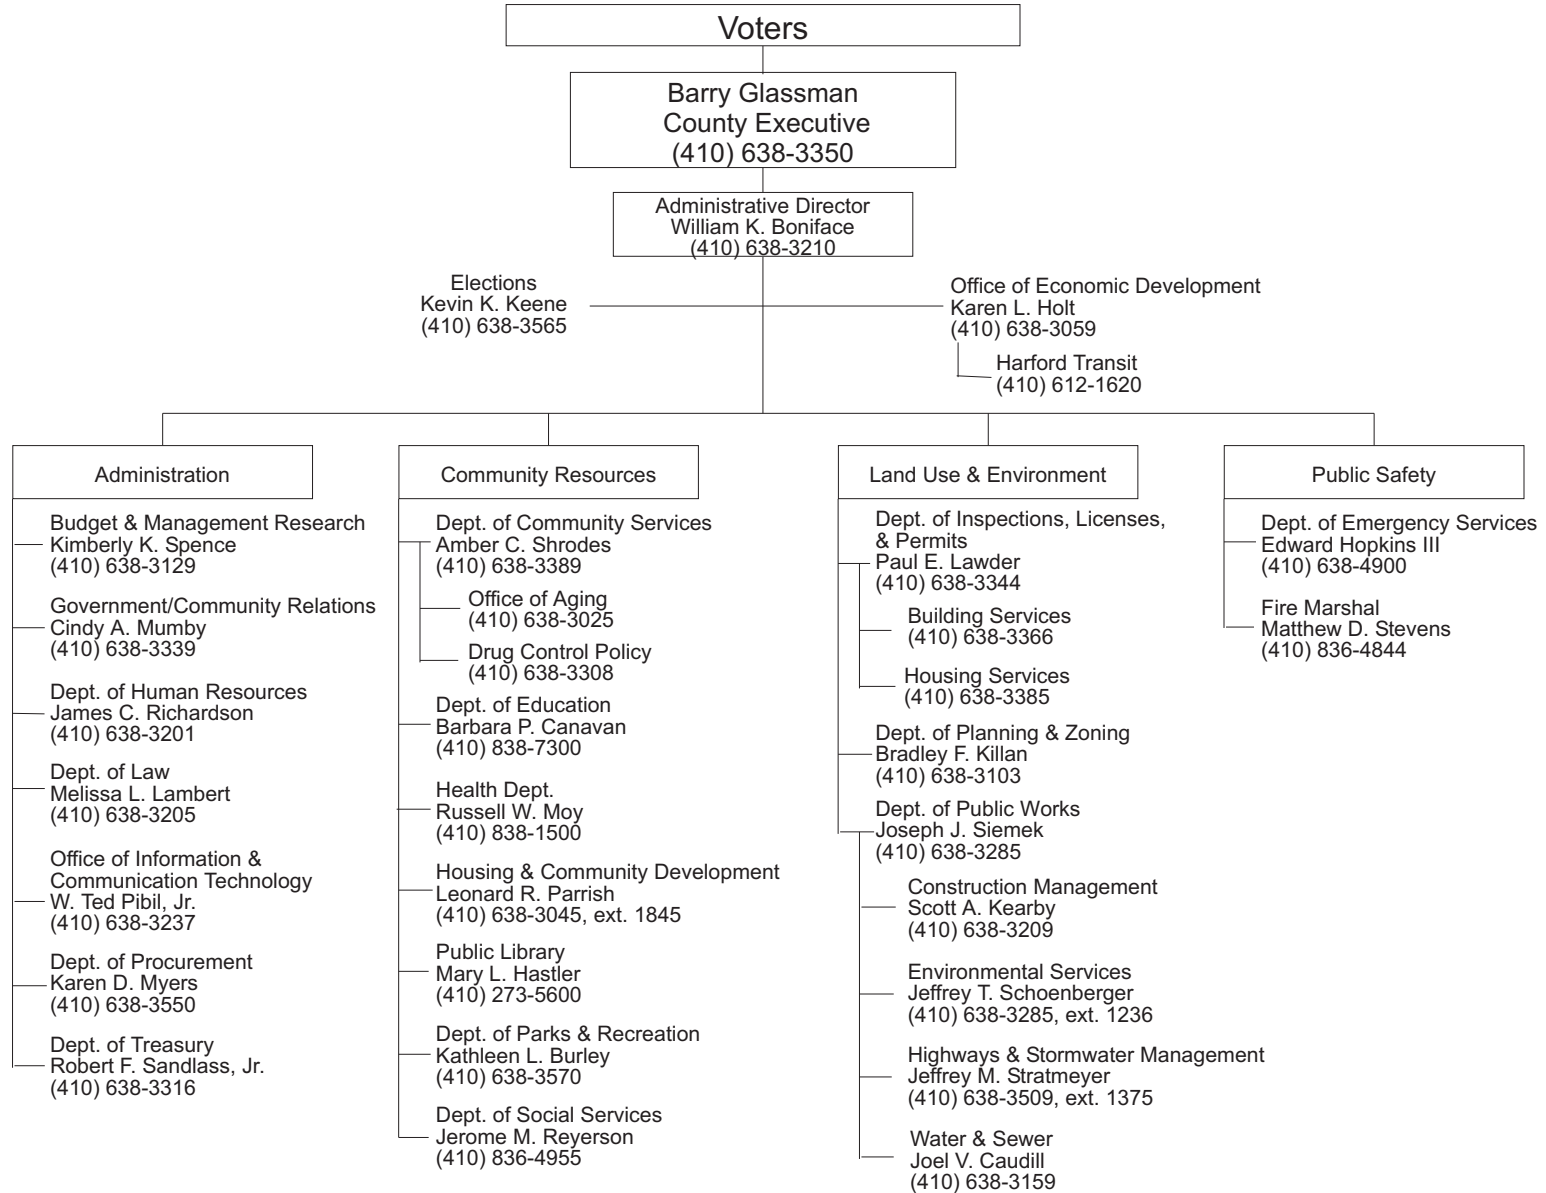 Voters
Barry Glassman
County Executive
(410) 638-3350
Administrative Director
William K. Boniface
(410) 638-3210
Elections
Kevin K. Keene
(410) 638-3565
Office of Economic Development
Karen L. Holt
(410) 638-3059
Harford Transit
(410) 612-1620
Administration
Budget & Management Research
Kimberly K. Spence
(410) 638-3129
Government/Community Relations
Cindy A. Mumby
(410) 638-3339
Dept. of Human Resources
James C. Richardson
(410) 638-3201
Dept. of Law
Melissa L. Lambert
(410) 638-3205
Office of Information &
Communication Technology
W. Ted Pibil, Jr.
(410) 638-3237
Dept. of Procurement
Karen D. Myers
(410) 638-3550
Dept. of Treasury
Robert F. Sandlass, Jr.
(410) 638-3316
Community Resources
Dept. of Community Services
Amber C. Shrodes
(410) 638-3389
Office of Aging
(410) 638-3025
Drug Control Policy
(410) 638-3308
Dept. of Education
Barbara P. Canavan
(410) 838-7300
Health Dept.
Russell W. Moy
(410) 838-1500
Housing & Community Development
Leonard R. Parrish
(410) 638-3045, ext. 1845
Public Library
Mary L. Hastler
(410) 273-5600
Dept. of Parks & Recreation
Kathleen L. Burley
(410) 638-3570
Dept. of Social Services
Jerome M. Reyerson
(410) 836-4955
Land Use & Environment
Dept. of Inspections, Licenses,
& Permits
Paul E. Lawder
(410) 638-3344
Building Services
(410) 638-3366
Housing Services
(410) 638-3385
Dept. of Planning & Zoning
Bradley F. Killan
(410) 638-3103
Dept. of Public Works
Joseph J. Siemek
(410) 638-3285
Construction Management
Scott A. Kearby
(410) 638-3209
Environmental Services
Jeffrey T. Schoenberger
(410) 638-3285, ext. 1236
Highways & Stormwater Management
Jeffrey M. Stratmeyer
(410) 638-3509, ext. 1375
Water & Sewer
Joel V. Caudill
(410) 638-3159
Public Safety
Dept. of Emergency Services
Edward Hopkins III
(410) 638-4900
Fire Marshal
Matthew D. Stevens
(410) 836-4844